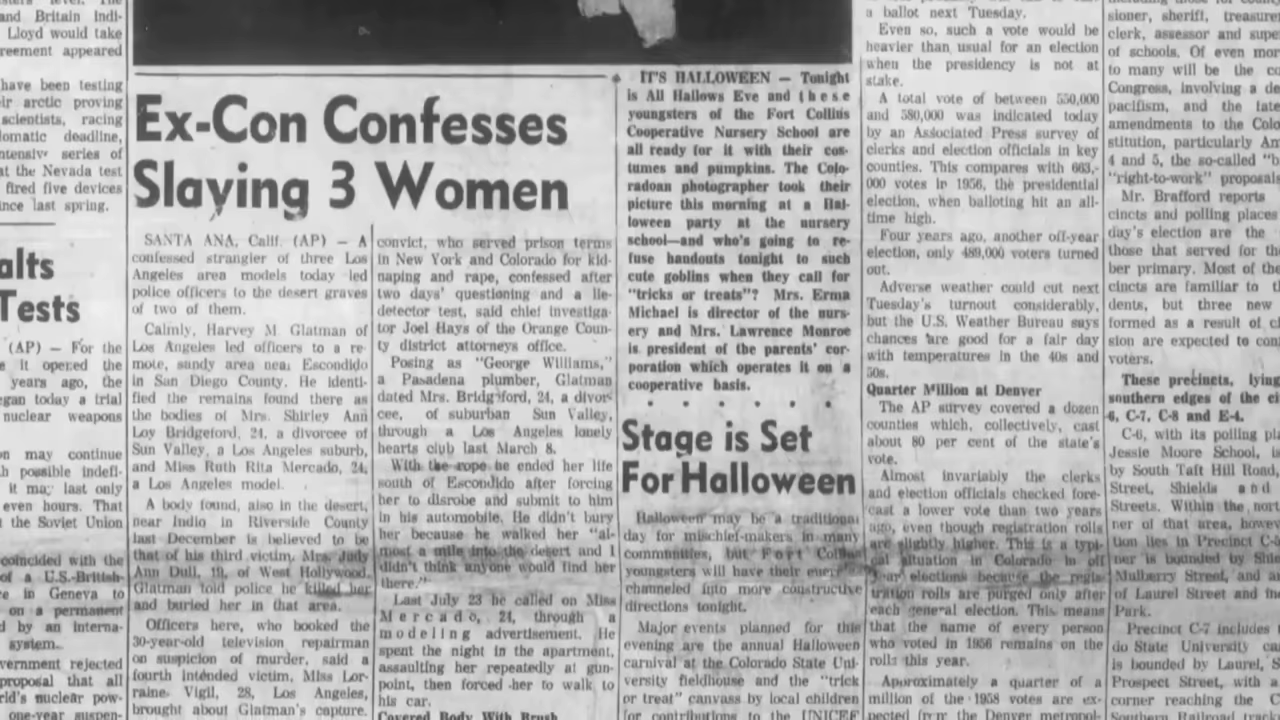 and Britain Indi-
Lloyd would take
reement appeared
have been testing
ir arctic proving
scientists, racing
lomatic deadline,
ntensiv series of
at the Nevada test
fired five devices
nce last spring.
alts
Tests
(AP) — For the
e it opened the
years ago, the
gan today a trial
nuclear weapons
on may continue
h possible indefi-
it may last only
even hours. That
the Soviet Union
coincided with the
of a U.S.-British-
e in Geneva to
on a permanent
d by an interna-
system.
vernment rejected
proposal that all
rld's nuclear pow-
one-year suspen-
Ex-Con Confesses
Slaying 3 Women
SANTA ANA, Calif. (AP) — A
confessed strangler of three Los
Angeles area models today led
police officers to the desert graves
of two of them.
Calmly, Harvey M. Glatman of
Los Angeles led officers to a re-
mote, sandy area near Escondido
in San Diego County. He identi-
fied the remains found there as
the bodies of Mrs. Shirley Ann
Loy Bridgeford, 24, a divorcee of
Sun Valley, a Los Angeles suburb,
and Miss Ruth Rita Mercado, 24,
a Los Angeles model.
A body found, also in the desert,
near Indio in Riverside County
last December is believed to be
that of his third victim, Mrs. Judy
Ann Dull, 19, of West Hollywood.
Glatman told police he killed her
and buried her in that area.
Officers here, who booked the
30-year-old television repairman
on suspicion of murder, said a
fourth intended victim, Miss Lor-
raine Vigil, 28, Los Angeles,
brought about Glatman's capture.
convict, who served prison terms
in New York and Colorado for kid-
naping and rape, confessed after
two days' questioning and a lie-
detector test, said chief investiga-
tor Joel Hays of the Orange Coun-
ty district attorneys office.
Posing as "George Williams,"
a Pasadena plumber, Glatman
dated Mrs. Bridgford, 24, a divor-
cee, of suburban Sun Valley,
through a Los Angeles lonely
hearts club last March 8.
With the rope he ended her life
south of Escondido after forcing
her to disrobe and submit to him
in his automobile. He didn't bury
her because he walked her "al-
most a mile into the desert and I
didn't think anyone would find her
there."
Last July 23 he called on Miss
Mercado, 24, through a
modeling advertisement. He
spent the night in the apartment,
assaulting her repeatedly at gun-
point, then forced her to walk to
his car.
Covered Body With Brush
IT'S HALLOWEEN — Tonight
is All Hallows Eve and these
youngsters of the Fort Collins
Cooperative Nursery School are
all ready for it with their cos-
tumes and pumpkins. The Colo-
radoan photographer took their
picture this morning at a Hal-
loween party at the nursery
school—and who's going to re-
fuse handouts tonight to such
cute goblins when they call for
"tricks or treats"? Mrs. Erma
Michael is director of the nurs-
ery and Mrs. Lawrence Monroe
is president of the parents' cor-
poration which operates it on a
cooperative basis.
Stage is Set
For Halloween
Halloween may be a traditional
day for mischief-makers in many
communities, but Fort Collins
youngsters will have their
channeled into more constructive
directions tonight.
Major events planned for this
evening are the annual Halloween
carnival at the Colorado State Uni-
versity fieldhouse and the "trick
or treat" canvass by local children
for contributions to the UNICEF
a ballot next Tuesday.
Even so, such a vote would be
heavier than usual for an election
when the presidency is not at
stake.
A total vote of between 550,000
and 580,000 was indicated today
by an Associated Press survey of
clerks and election officials in key
counties. This compares with 663,-
000 votes in 1956, the presidential
election, when balloting hit an all-
time high.
Four years ago, another off-year
election, only 489,000 voters turned
out.
Adverse weather could cut next
Tuesday's turnout considerably,
but the U.S. Weather Bureau says
chances are good for a fair day
with temperatures in the 40s and
50s.
Quarter Million at Denver
The AP survey covered a dozen
counties which, collectively, cast
about 80 per cent of the state's
vote.
Almost invariably the clerks
and election officials checked fore-
cast a lower vote than two years
ago, even though registration rolls
are slightly higher. This is a typi-
cal situation in Colorado in off
year elections because the regis-
tration rolls are purged only after
each general election. This means
that the name of every person
who voted in 1956 remains on the
rolls this year.
Approximately a quarter of a
million of the 1958 votes are ex-
pected from the Denver metropol-
sioner, sheriff, treasurer
clerk, assessor and supe
of schools. Of even mor
to many will be the ca
Congress, involving a de
pacifism, and the late
amendments to the Colo
stitution, particularly Am
4 and 5, the so-called "b
"right-to-work" proposals
Mr. Brafford reports
cincts and polling places
day's election are the
those that served for the
ber primary. Most of the
cincts are familiar to th
dents, but three new
formed as a result of ci
sion are expected to con
voters.
These precincts, lying
southern edges of the ci
6, C-7, C-8 and E-4.
C-6, with its polling pla
Jessie Moore School, is
by South Taft Hill Road,
Street, Shields and
Streets. Within the nort
ner of that area, howev
tion lies in Precinct C-5
ner is bounded by Shi
Mulberry Street, and an
of Laurel Street and inc
Park.
Precinct C-7 includes
do State University ca
is bounded by Laurel, S
Prospect Street, with a
corner reaching the C